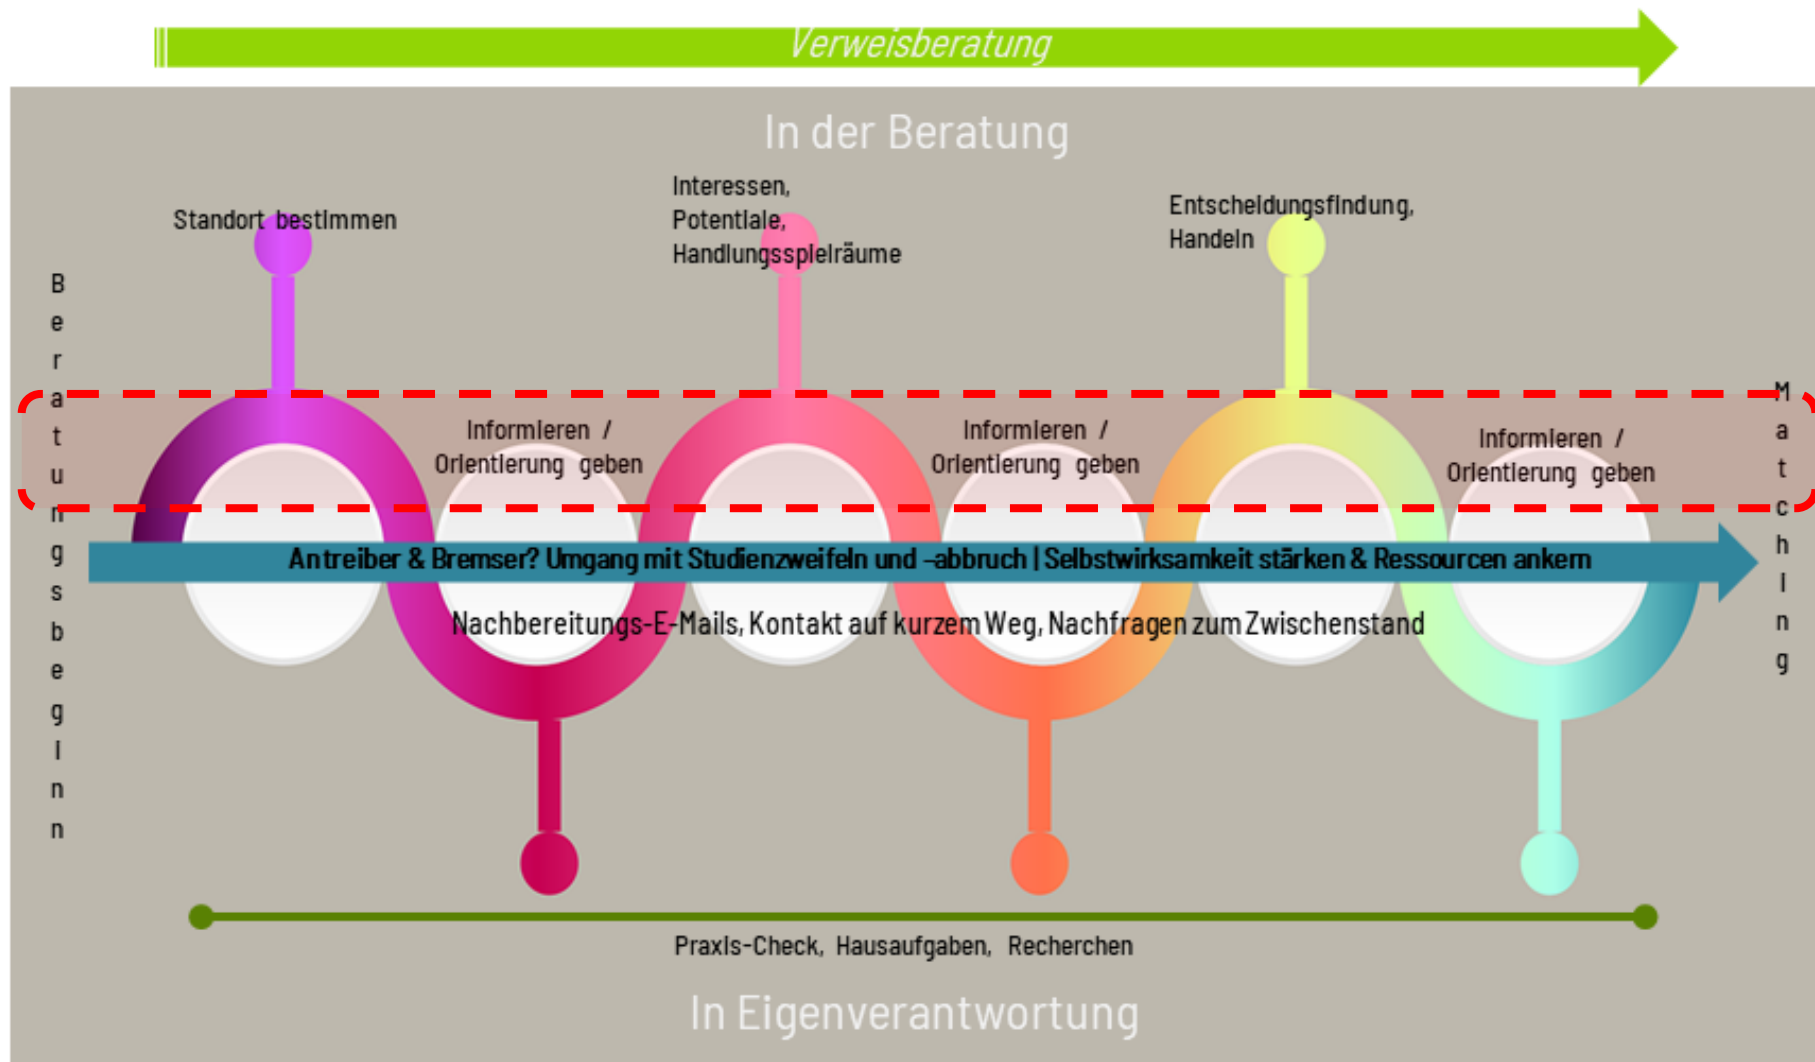 Verweisberatung
In der Beratung
Standort bestimmen
Interessen,
Potentiale,
Handlungsspielräume
Entscheidungsfindung,
Handeln
Beratungsbeginn
Informieren /
Orientierung geben
Informieren /
Orientierung geben
Informieren /
Orientierung geben
Matching
Antreiber & Bremser? Umgang mit Studienzweifeln und –abbruch | Selbstwirksamkeit stärken & Ressourcen ankern
Nachbereitungs-E-Mails, Kontakt auf kurzem Weg, Nachfragen zum Zwischenstand
Praxis-Check, Hausaufgaben, Recherchen
In Eigenverantwortung